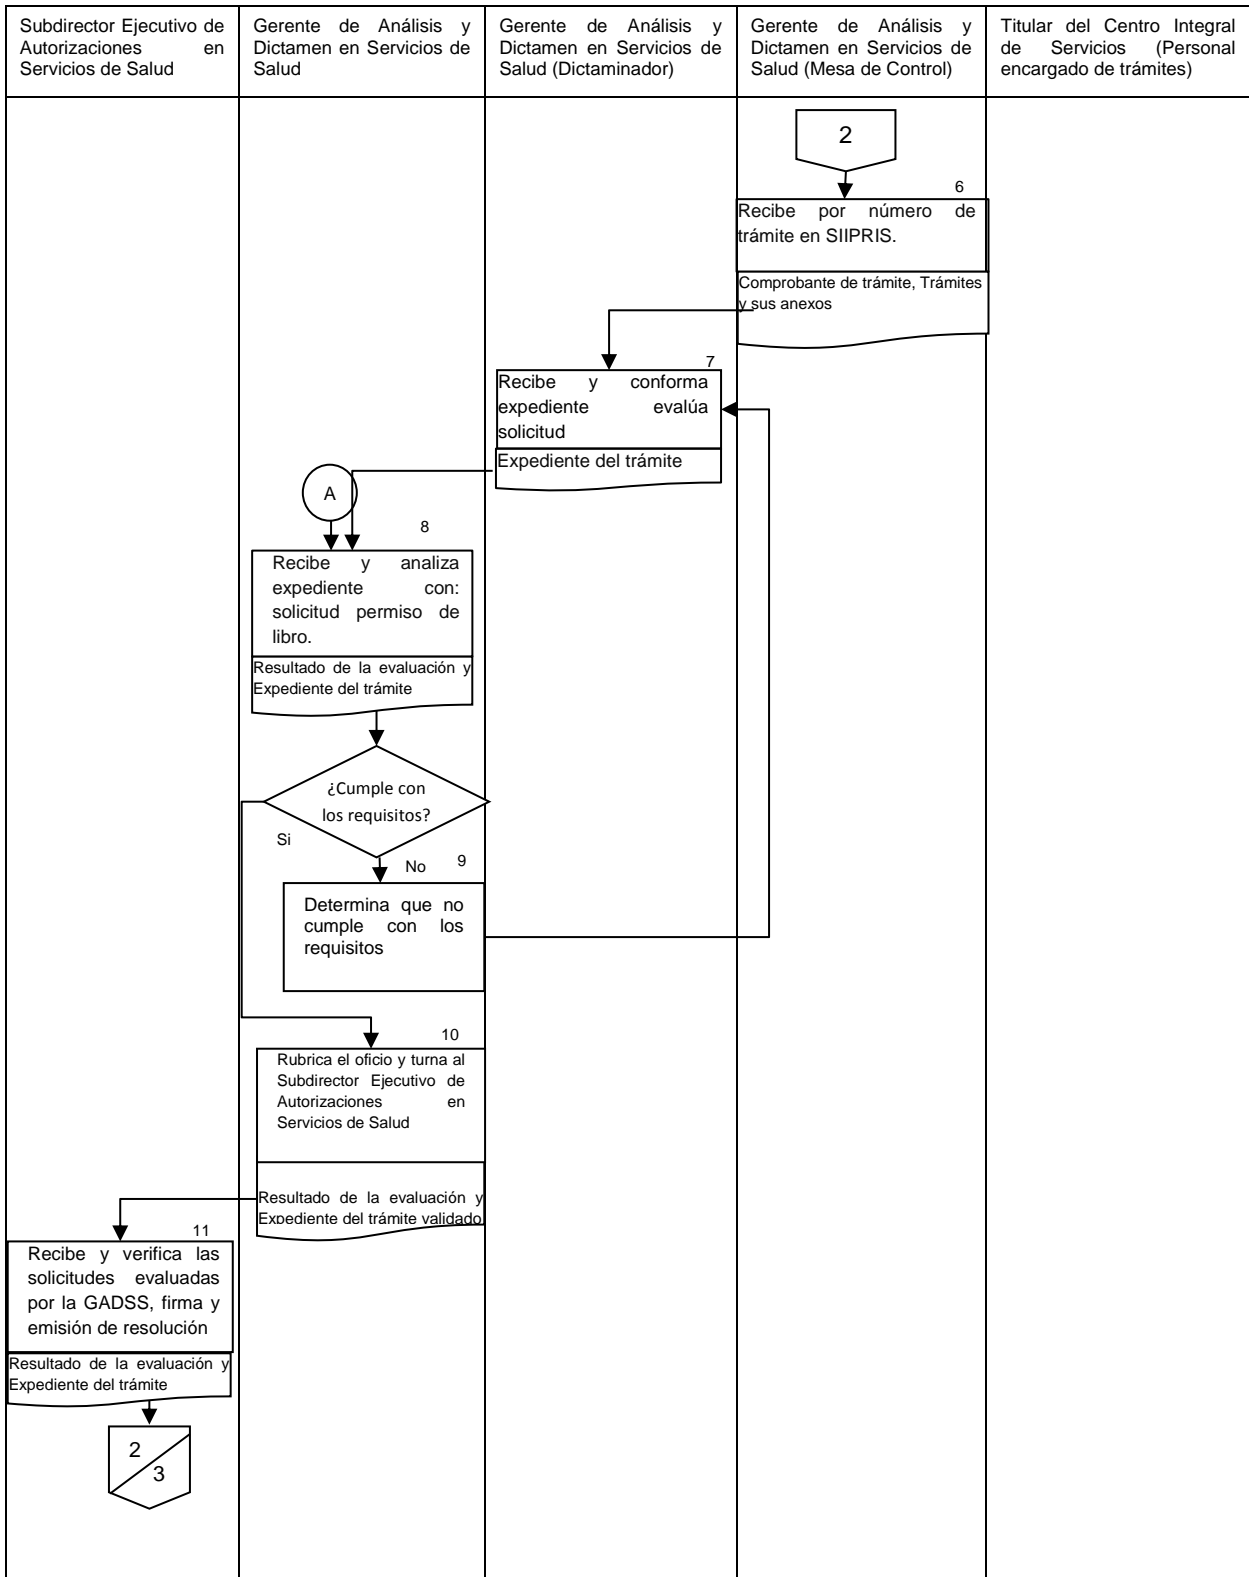 Subdirector Ejecutivo de
Autorizaciones en
Servicios de Salud
Gerente de Análisis y
Dictamen en Servicios de
Salud
Gerente de Análisis y
Dictamen en Servicios de
Salud (Dictaminador)
Gerente de Análisis y
Dictamen en Servicios de
Salud (Mesa de Control)
Titular del Centro Integral
de Servicios (Personal
encargado de trámites)
2
6
Recibe por número de
trámite en SIIPRIS.
Comprobante de trámite, Trámites
y sus anexos
7
Recibe y conforma
expediente evalúa
solicitud
Expediente del trámite
A
8
Recibe y analiza
expediente con:
solicitud permiso de
libro.
Resultado de la evaluación y
Expediente del trámite
¿Cumple con
los requisitos?
Si
No
9
Determina que no
cumple con los
requisitos
10
Rubrica el oficio y turna al
Subdirector Ejecutivo de
Autorizaciones en
Servicios de Salud
Resultado de la evaluación y
Expediente del trámite validado
11
Recibe y verifica las
solicitudes evaluadas
por la GADSS, firma y
emisión de resolución
Resultado de la evaluación y
Expediente del trámite
2
3